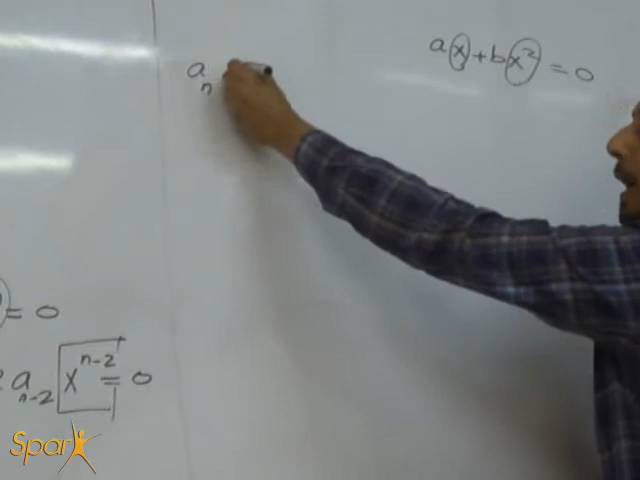 a x + b x² = 0
aₙ
= 0
aₙ₋₂ xⁿ⁻² = 0
Spark